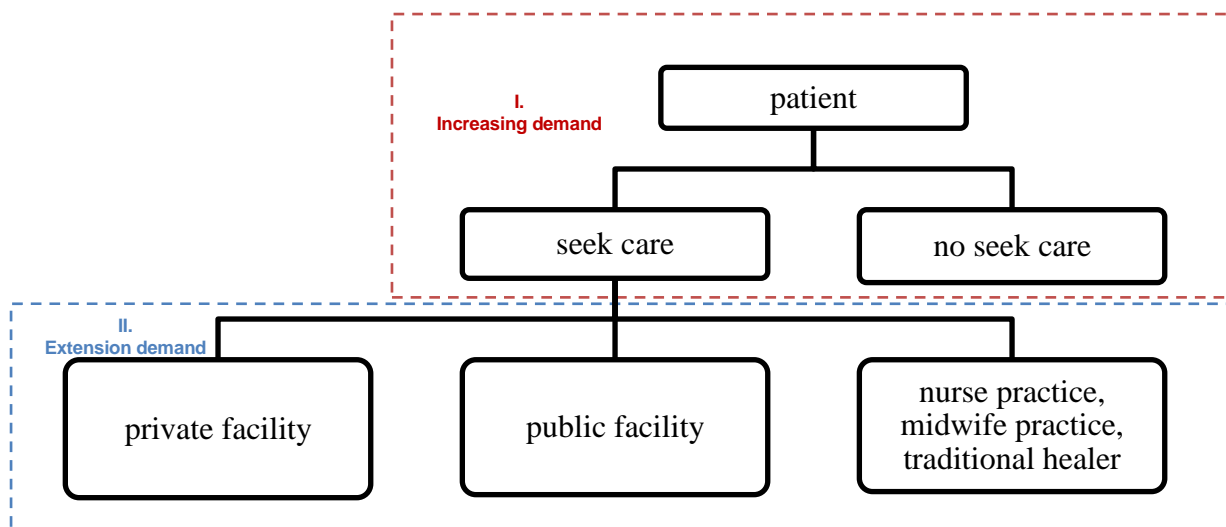 patient
I.
Increasing demand
seek care
no seek care
II.
Extension demand
private facility
public facility
nurse practice,
midwife practice,
traditional healer